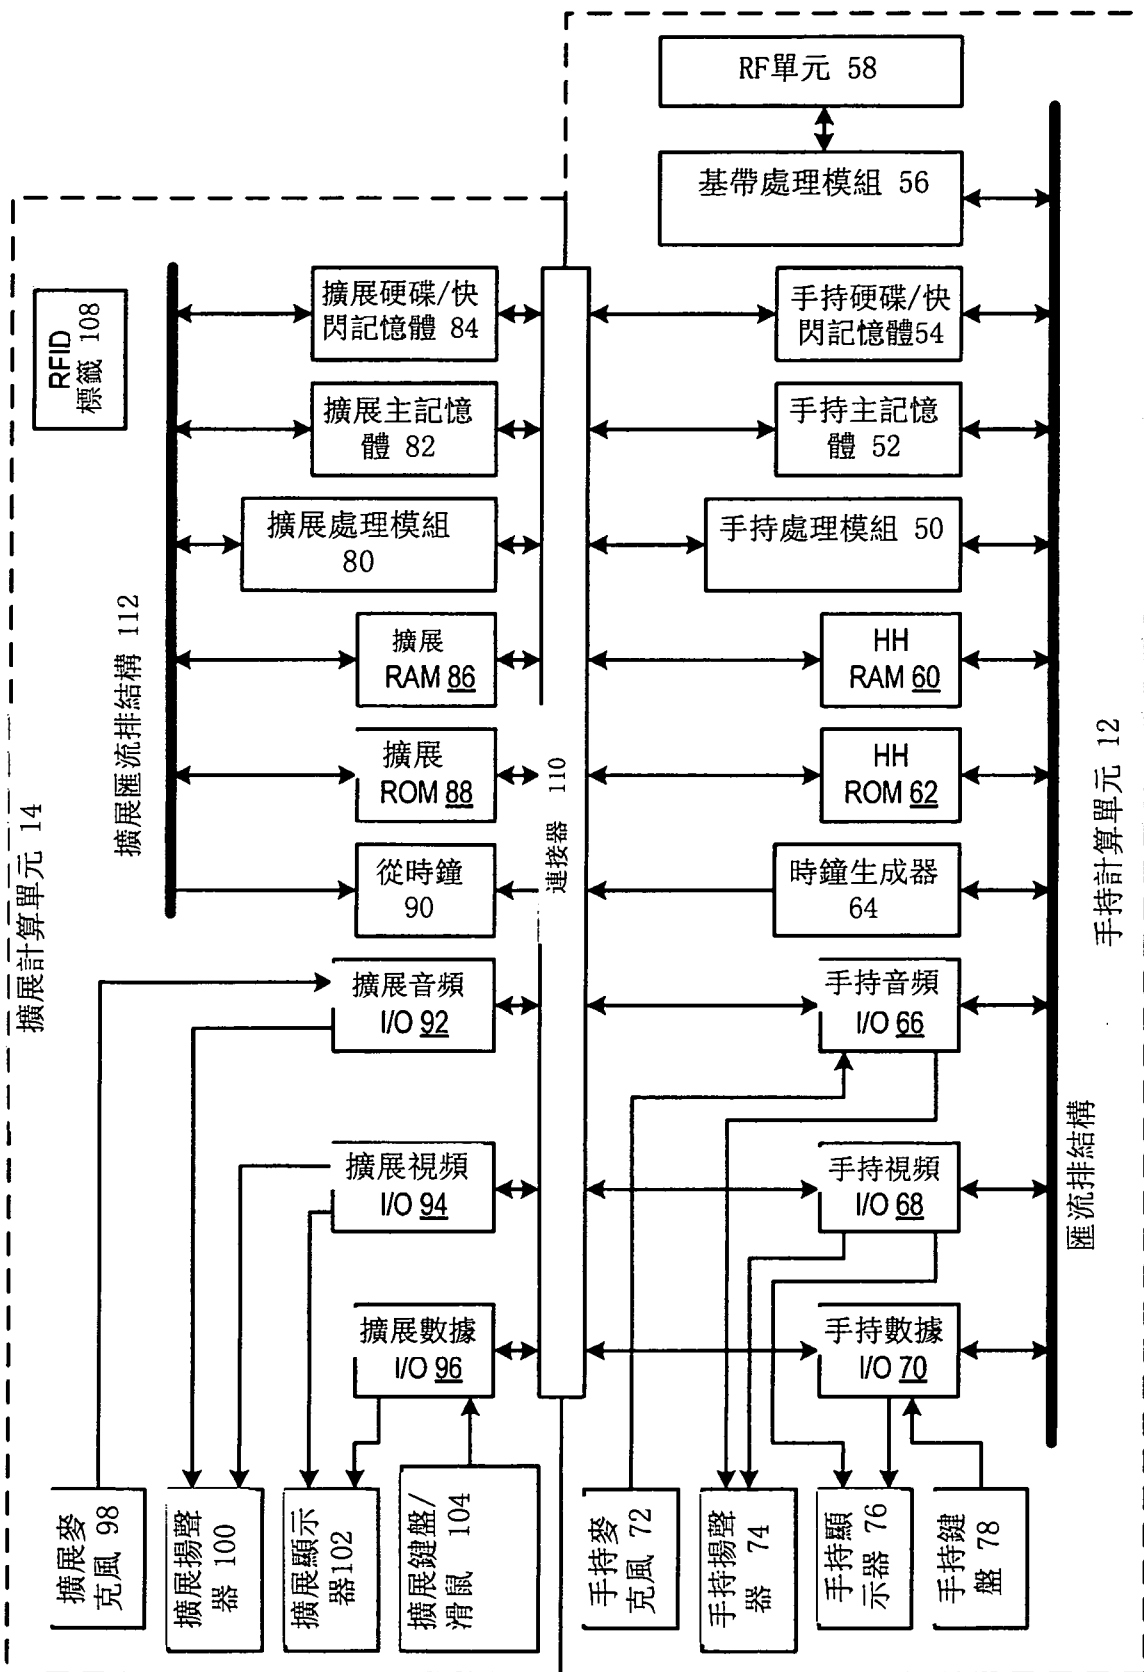 RF單元 58
基帶處理模組 56
擴展硬碟/快
閃記憶體 84
手持硬碟/快
閃記憶體54
RFID
標籤 108
擴展主記憶
體 82
手持主記憶
體 52
擴展處理模組
80
手持處理模組 50
擴展匯流排結構 112
擴展
RAM 86
HH
RAM 60
擴展
ROM 88
連接器 110
HH
ROM 62
手持計算單元 12
擴展計算單元 14
從時鐘
90
時鐘生成器
64
擴展音頻
I/O 92
手持音頻
I/O 66
擴展視頻
I/O 94
手持視頻
I/O 68
匯流排結構
擴展數據
I/O 96
手持數據
I/O 70
擴展麥
克風 98
擴展揚聲
器 100
擴展顯示
器102
擴展鍵盤/
滑鼠 104
手持麥
克風 72
手持揚聲
器 74
手持顯
示器 76
手持鍵
盤 78